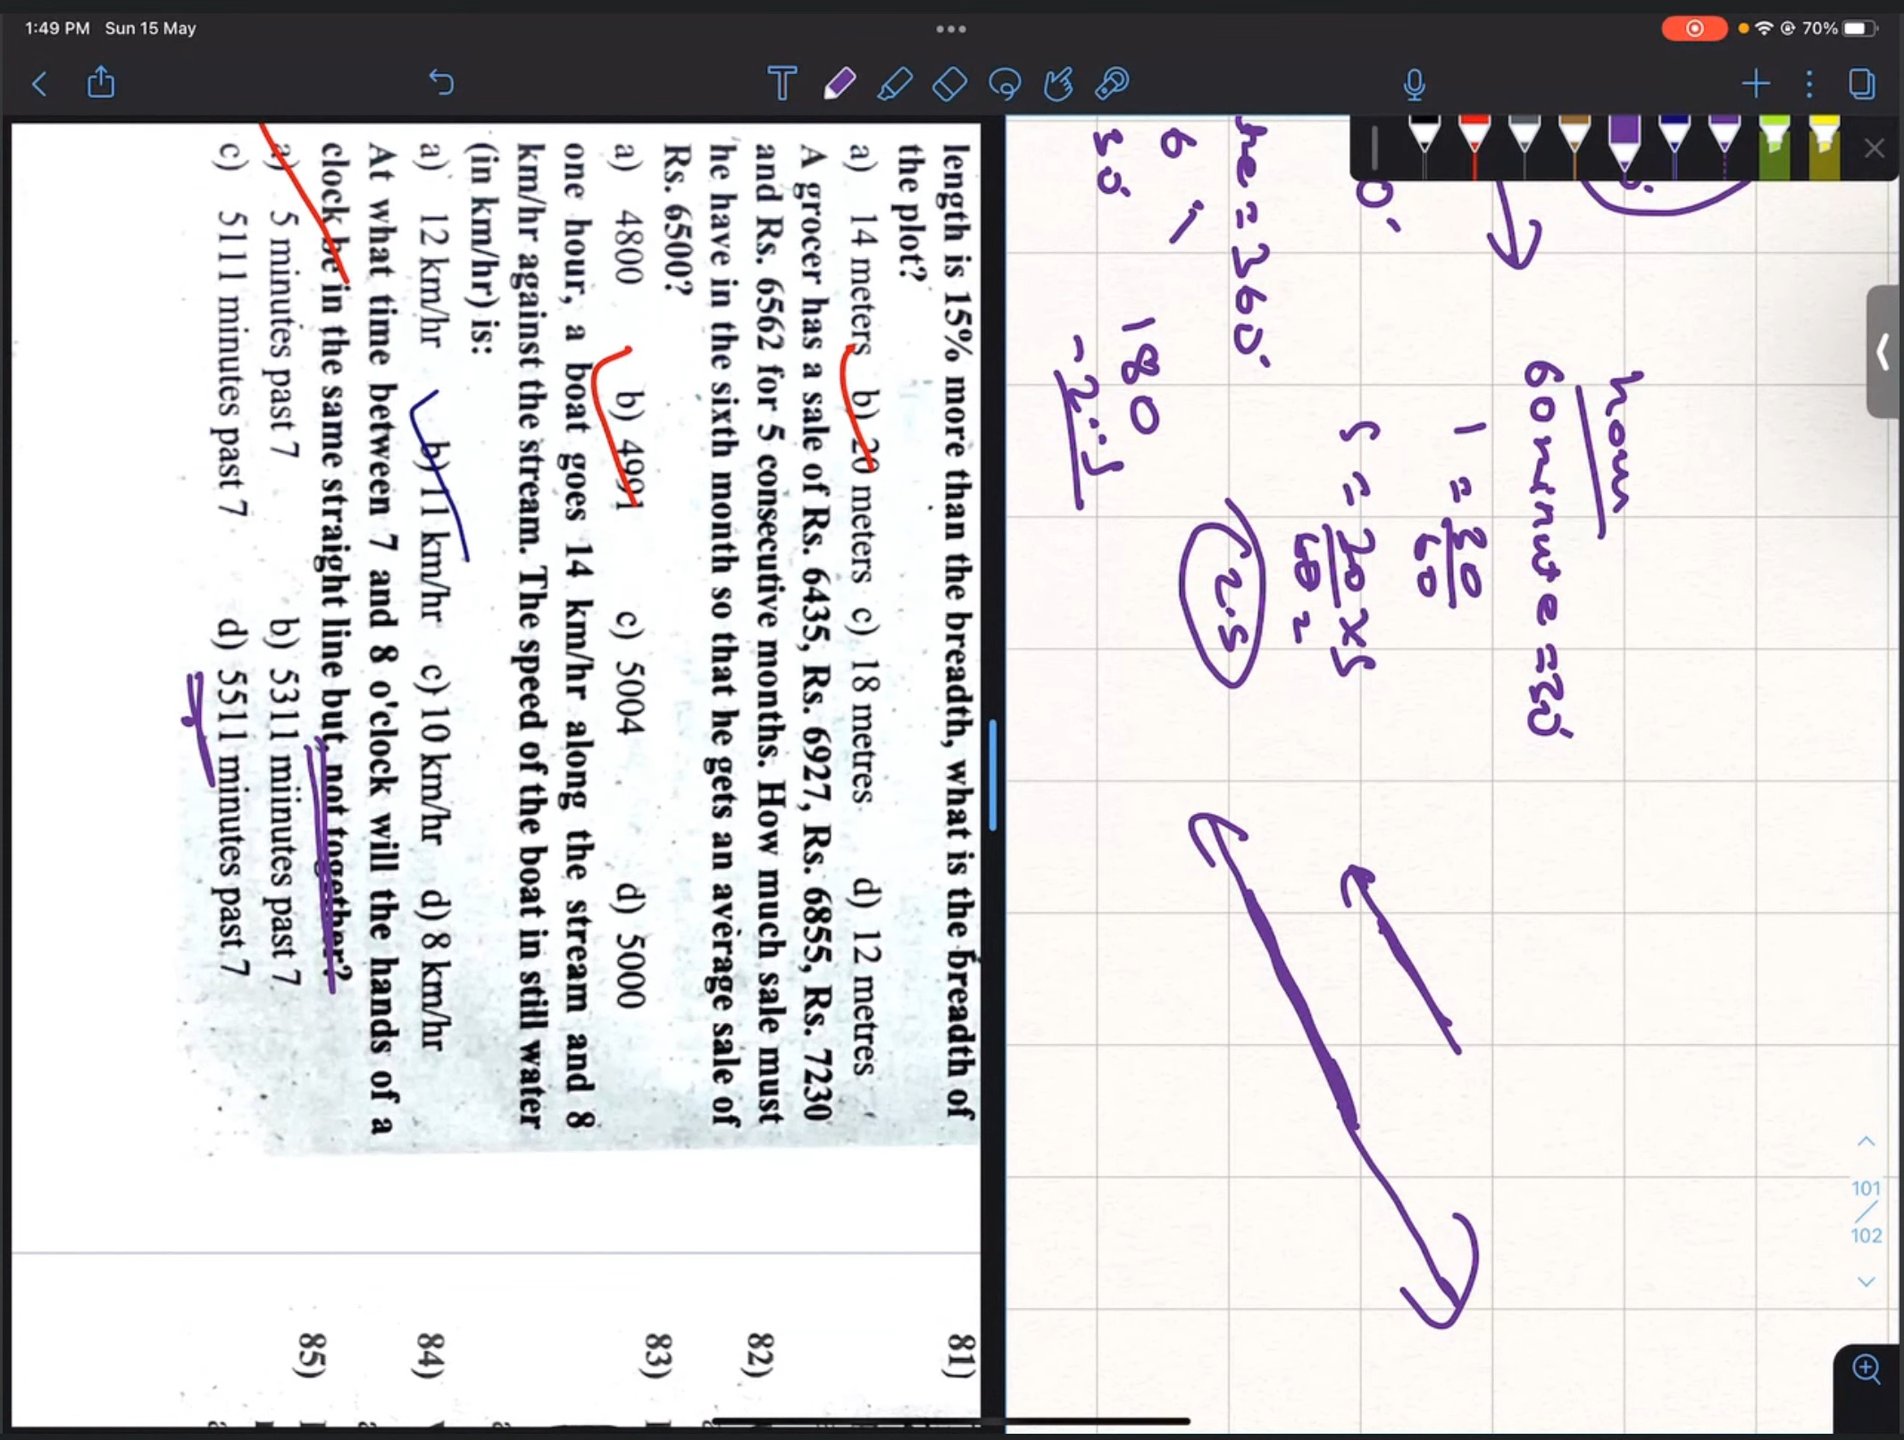 1:49 PM Sun 15 May
70%
length is 15% more than the breadth, what is the breadth of
the plot?
a) 14 meters b) 20 meters c) 18 metres d) 12 metres
A grocer has a sale of Rs. 6435, Rs. 6927, Rs. 6855, Rs. 7230
and Rs. 6562 for 5 consecutive months. How much sale must
he have in the sixth month so that he gets an average sale of
Rs. 6500?
a) 4800 b) 4991 c) 5004 d) 5000
one hour, a boat goes 14 km/hr along the stream and 8
km/hr against the stream. The speed of the boat in still water
(in km/hr) is:
a) 12 km/hr b) 11 km/hr c) 10 km/hr d) 8 km/hr
At what time between 7 and 8 o'clock will the hands of a
clock be in the same straight line but, not together?
a) 5 minutes past 7 b) 5311 miinutes past 7
c) 5111 minutes past 7 d) 5511 minutes past 7
81)
82)
83)
84)
85)
hour
60 minute = 30°
1 = 30
60
5 = 30 x 5
60 2
2.5
= 360°
180
- 2.5
6
30
101
102